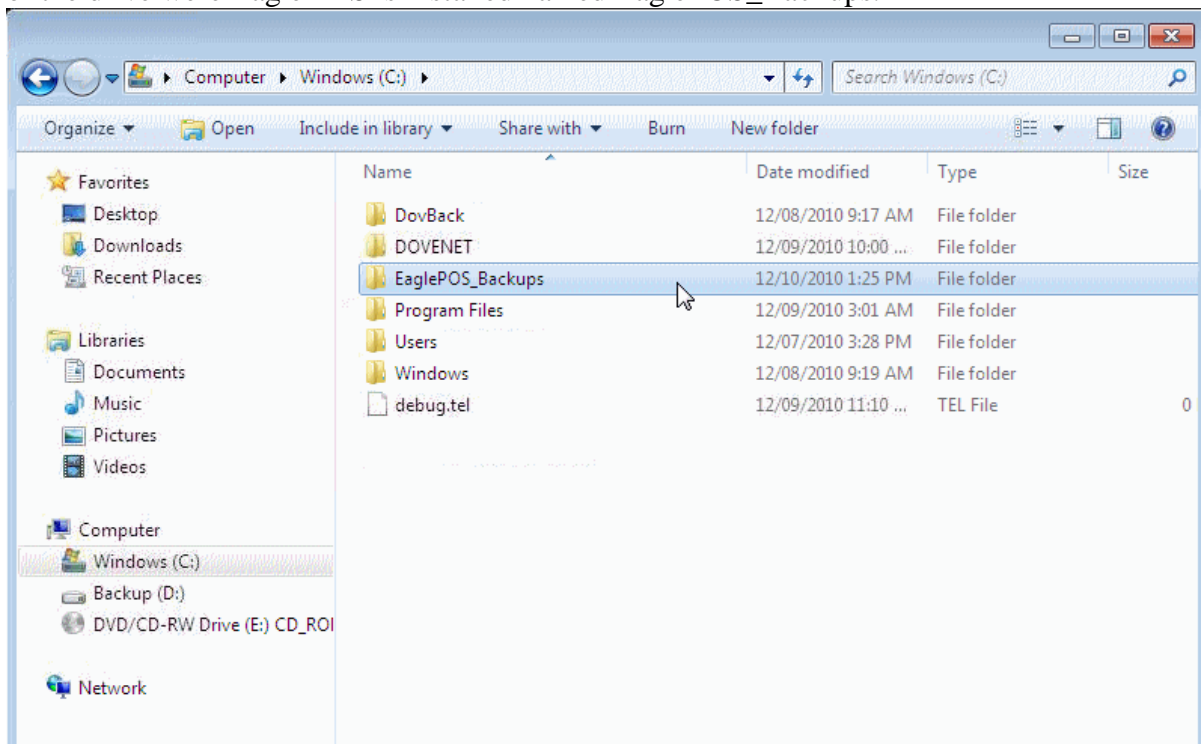 Computer Windows (C:) Search Windows (C:)
Organize Open Include in library Share with Burn New folder
Favorites
Desktop
Downloads
Recent Places
Libraries
Documents
Music
Pictures
Videos
Computer
Windows (C:)
Backup (D:)
DVD/CD-RW Drive (E:) CD_ROI
Network
Name Date modified Type Size
DovBack 12/08/2010 9:17 AM File folder
DOVENET 12/09/2010 10:00 ... File folder
EaglePOS_Backups 12/10/2010 1:25 PM File folder
Program Files 12/09/2010 3:01 AM File folder
Users 12/07/2010 3:28 PM File folder
Windows 12/08/2010 9:19 AM File folder
debug.tel 12/09/2010 11:10 ... TEL File 0